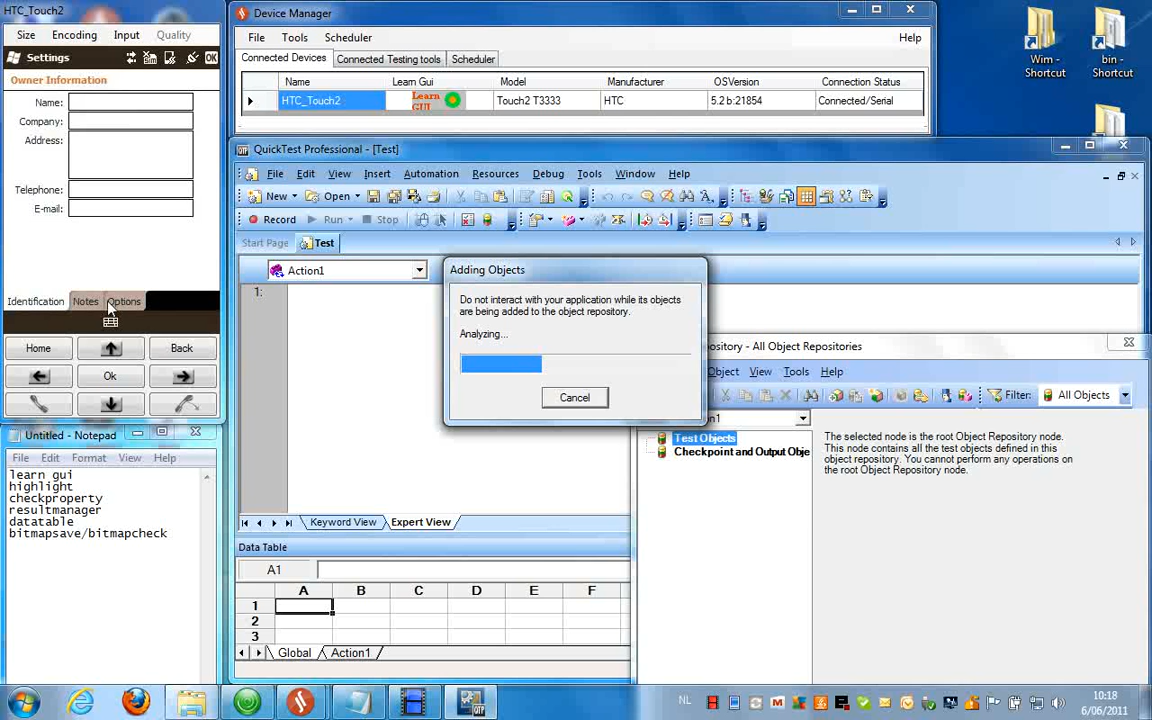 HTC_Touch2
Size Encoding Input Quality
Settings OK
Owner Information
Name:
Company:
Address:
Telephone:
E-mail:
Identification Notes Options
Home Back
Ok
Untitled - Notepad
File Edit Format View Help
learn gui
highlight
checkproperty
resultmanager
datatable
bitmapsave/bitmapcheck
Device Manager
File Tools Scheduler Help
Connected Devices Connected Testing tools Scheduler
Name Learn Gui Model Manufacturer OSVersion Connection Status
HTC_Touch2 Learn GUI Touch2 T3333 HTC 5.2 b:21854 Connected/Serial
QuickTest Professional - [Test]
File Edit View Insert Automation Resources Debug Tools Window Help
New Open
Record Run Stop
Start Page Test
Action1
1:
Adding Objects
Do not interact with your application while its objects
are being added to the object repository.
Analyzing...
Cancel
Keyword View Expert View
Data Table
A1
A B C D E F
1
2
3
Global Action1
pository - All Object Repositories
Object View Tools Help
Filter: All Objects
n1
Test Objects
Checkpoint and Output Obje
The selected node is the root Object Repository node.
This node contains all the test objects defined in this
object repository. You cannot perform any operations on
the root Object Repository node.
Wim -
Shortcut
bin -
Shortcut
QTP
NL
10:18
6/06/2011